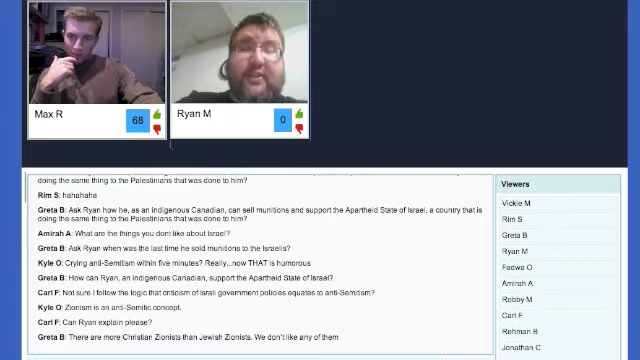 Max R
68
Ryan M
0
doing the same thing to the Palestinians that was done to him?
Rim S: hahahaha
Greta B: Ask Ryan how he, as an indigenous Canadian, can sell munitions and support the Apartheid State of Israel, a country that is
doing the same thing to the Palestinians that was done to him?
Amirah A: What are the things you dont like about Israel?
Greta B: Ask Ryan when was the last time he sold munitions to the Israelis?
Kyle O: Crying anti-Semitism within five minutes? Really...now THAT is humorous
Greta B: How can Ryan, an indigenous Canadian, support the Apartheid State of Israel?
Carl F: Not sure I follow the logic that criticism of Israli government policies equates to anti-Semitism?
Kyle O: Zionism is an anti-Semitic concept.
Carl F: Can Ryan explain please?
Greta B: There are more Christian Zionists than Jewish Zionists. We don't like any of them
Viewers
Vickie M
Rim S
Greta B
Ryan M
Fadwa O
Amirah A
Robby M
Carl F
Rehman B
Jonathan C